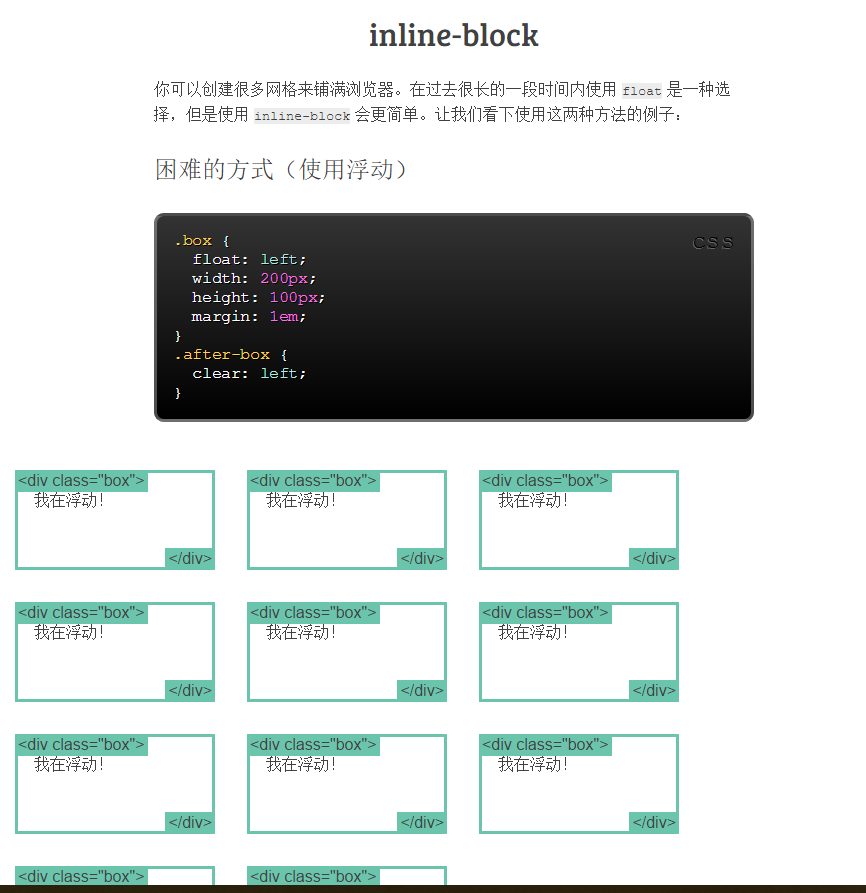 inline-block
你可以创建很多网格来铺满浏览器。在过去很长的一段时间内使用 float 是一种选
择，但是使用 inline-block 会更简单。让我们看下使用这两种方法的例子：
困难的方式（使用浮动）
CSS
.box {
  float: left;
  width: 200px;
  height: 100px;
  margin: 1em;
}
.after-box {
  clear: left;
}
<div class="box"> <div class="box"> <div class="box">
我在浮动！ 我在浮动！ 我在浮动！
</div> </div> </div>
<div class="box"> <div class="box"> <div class="box">
我在浮动！ 我在浮动！ 我在浮动！
</div> </div> </div>
<div class="box"> <div class="box"> <div class="box">
我在浮动！ 我在浮动！ 我在浮动！
</div> </div> </div>
<div class="box"> <div class="box">